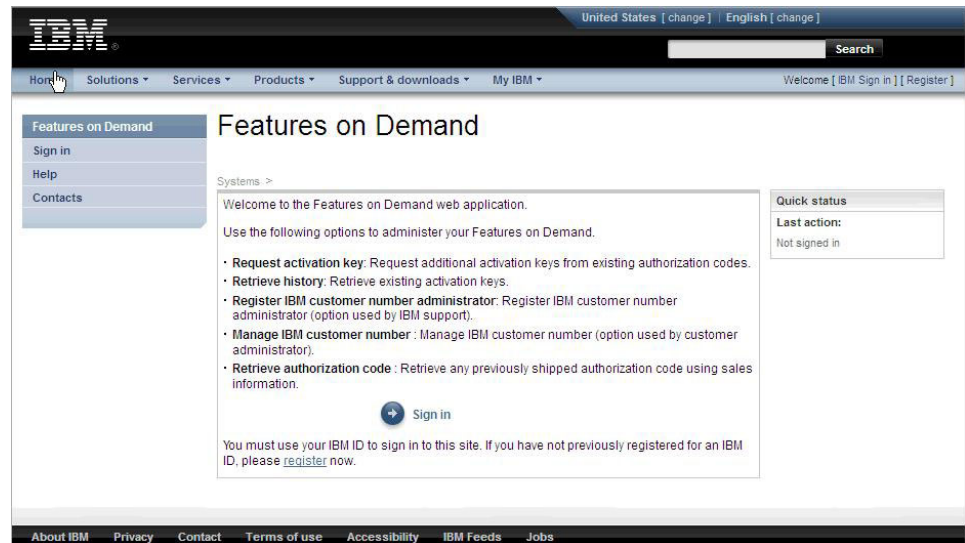 United States [ change ] | English [ change ]
IBM®
Search
Home Solutions Services Products Support & downloads My IBM Welcome [ IBM Sign in ] [ Register ]
Features on Demand
Sign in
Help
Contacts
Features on Demand
Systems >
Welcome to the Features on Demand web application.
Use the following options to administer your Features on Demand.
· Request activation key: Request additional activation keys from existing authorization codes.
· Retrieve history: Retrieve existing activation keys.
· Register IBM customer number administrator: Register IBM customer number
administrator (option used by IBM support).
· Manage IBM customer number : Manage IBM customer number (option used by customer
administrator).
· Retrieve authorization code : Retrieve any previously shipped authorization code using sales
information.
Sign in
You must use your IBM ID to sign in to this site. If you have not previously registered for an IBM
ID, please register now.
Quick status
Last action:
Not signed in
About IBM Privacy Contact Terms of use Accessibility IBM Feeds Jobs